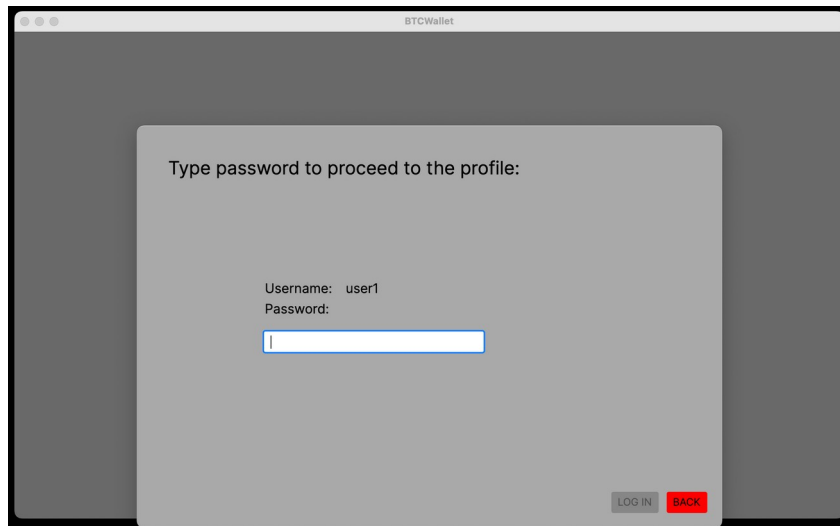 BTCWallet
Type password to proceed to the profile:
Username: user1
Password:
LOG IN BACK